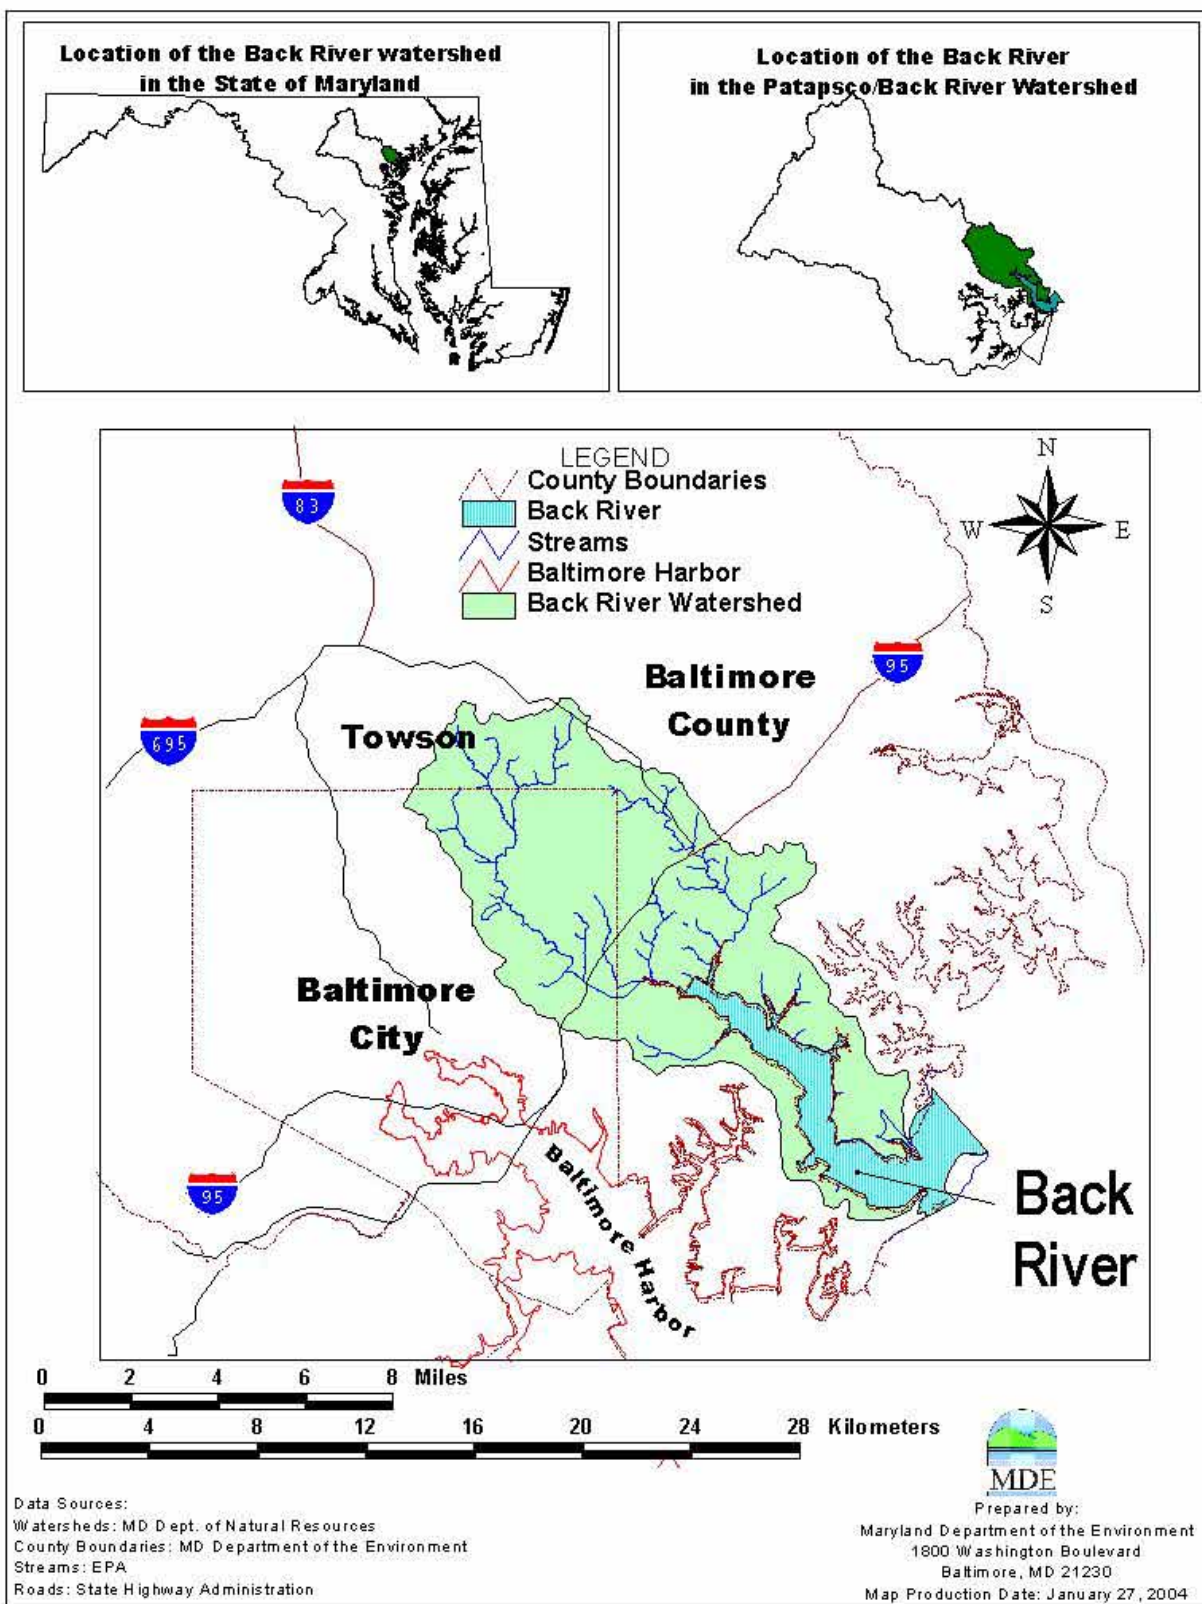 Location of the Back River watershed
in the State of Maryland
Location of the Back River
in the Patapsco/Back River Watershed
LEGEND
County Boundaries
Back River
Streams
Baltimore Harbor
Back River Watershed
N
W
E
S
83
95
695
Baltimore
County
Towson
Baltimore
City
95
Baltimore Harbor
Back
River
0 2 4 6 8 Miles
0 4 8 12 16 20 24 28 Kilometers
MDE
Data Sources:
Watersheds: MD Dept. of Natural Resources
County Boundaries: MD Department of the Environment
Streams: EPA
Roads: State Highway Administration
Prepared by:
Maryland Department of the Environment
1800 Washington Boulevard
Baltimore, MD 21230
Map Production Date: January 27, 2004